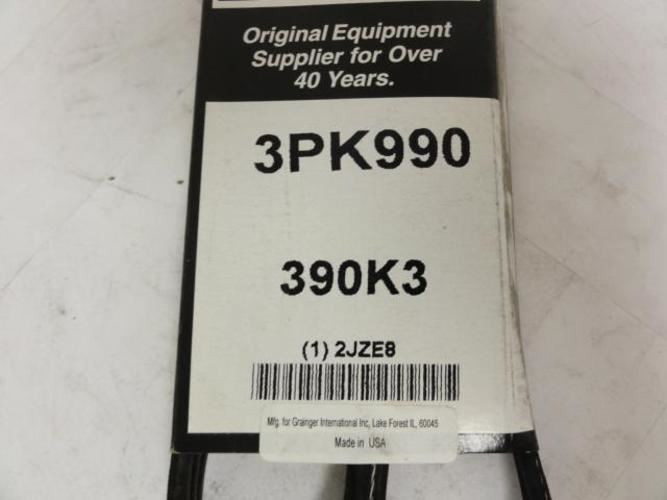 Original Equipment
Supplier for Over
40 Years.
3PK990
390K3
(1) 2JZE8
Mfg. for Grainger International Inc, Lake Forest IL, 60045
Made in USA